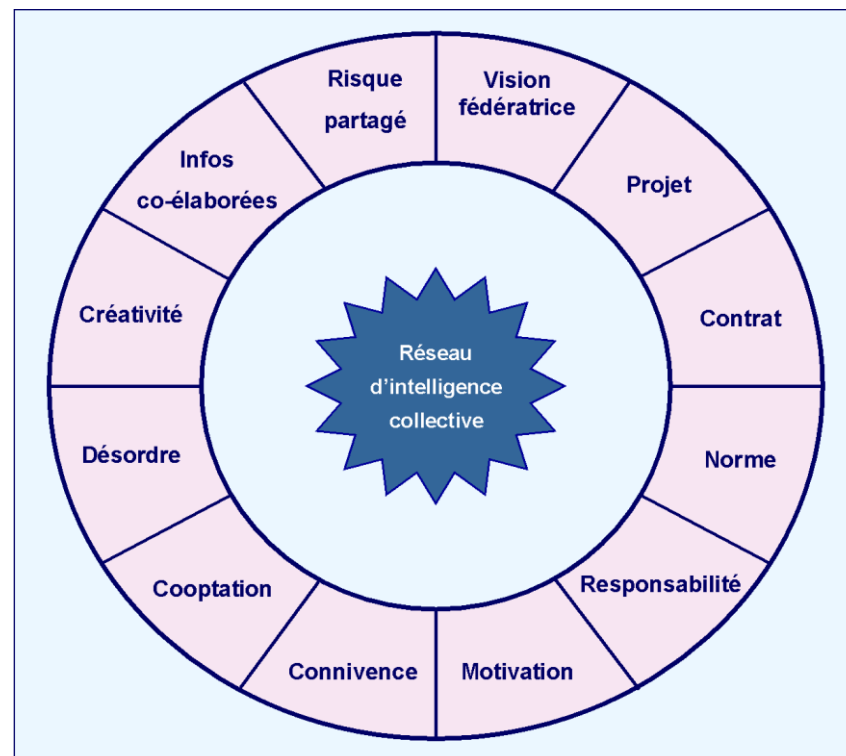 Vision
fédératrice
Projet
Contrat
Norme
Responsabilité
Motivation
Connivence
Cooptation
Désordre
Créativité
Infos
co-élaborées
Risque
partagé
Réseau
d'intelligence
collective